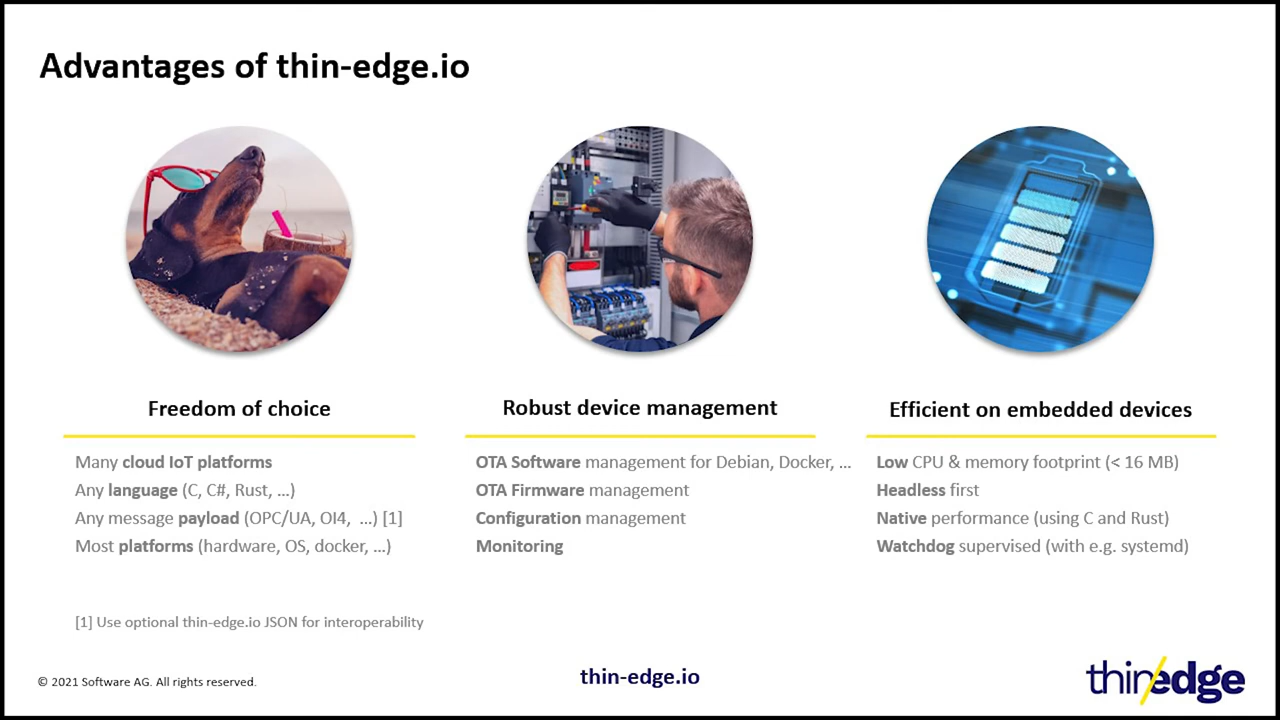 Advantages of thin-edge.io
Freedom of choice
Many cloud IoT platforms
Any language (C, C#, Rust, ...)
Any message payload (OPC/UA, OI4,  ...) [1]
Most platforms (hardware, OS, docker, ...)
Robust device management
OTA Software management for Debian, Docker, ...
OTA Firmware management
Configuration management
Monitoring
Efficient on embedded devices
Low CPU & memory footprint (< 16 MB)
Headless first
Native performance (using C and Rust)
Watchdog supervised (with e.g. systemd)
[1] Use optional thin-edge.io JSON for interoperability
© 2021 Software AG. All rights reserved.
thin-edge.io
thin/edge